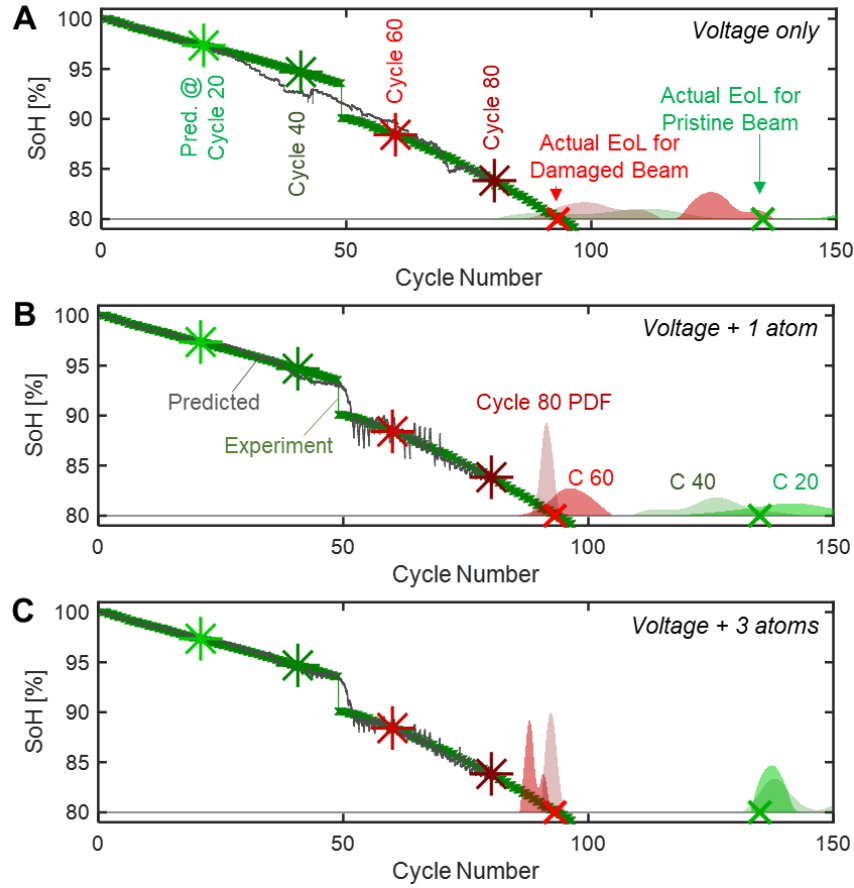 A
Voltage only
SoH [%]
100
95
90
85
80
Pred. @
Cycle 20
Cycle 40
Cycle 60
Cycle 80
Actual EoL for
Damaged Beam
Actual EoL for
Pristine Beam
0
50
100
150
Cycle Number
B
Voltage + 1 atom
SoH [%]
100
95
90
85
80
Predicted
Experiment
Cycle 80 PDF
C 60
C 40
C 20
0
50
100
150
Cycle Number
C
Voltage + 3 atoms
SoH [%]
100
95
90
85
80
0
50
100
150
Cycle Number